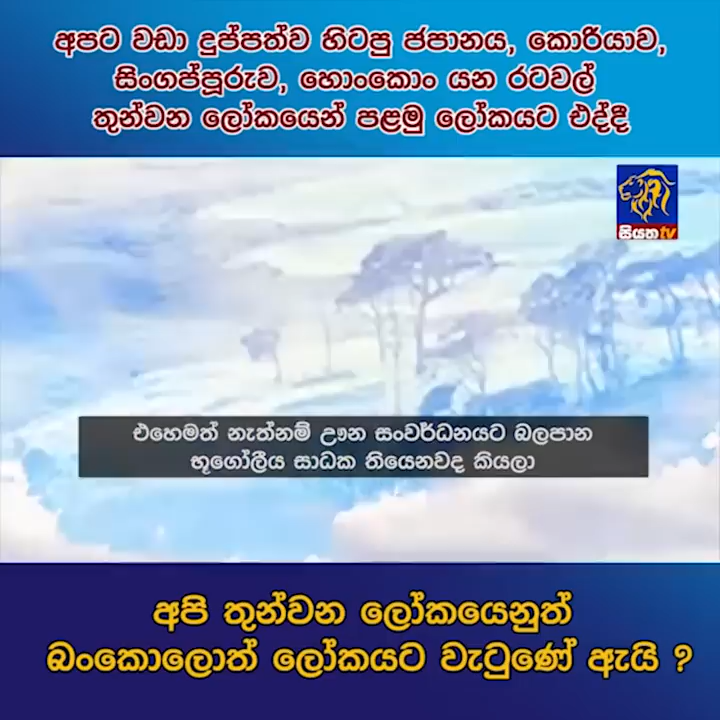 අපට වඩා දුප්පත්ව හිටපු ජපානය, කොරියාව,
සිංගප්පූරුව, හොංකොං යන රටවල්
තුන්වන ලෝකයෙන් පළමු ලෝකයට එද්දී
සියත tv
එහෙමත් නැත්නම් ඌන සංවර්ධනයට බලපාන
භූගෝලීය සාධක තියෙනවද කියලා
අපි තුන්වන ලෝකයෙනුත්
බංකොලොත් ලෝකයට වැටුණේ ඇයි ?